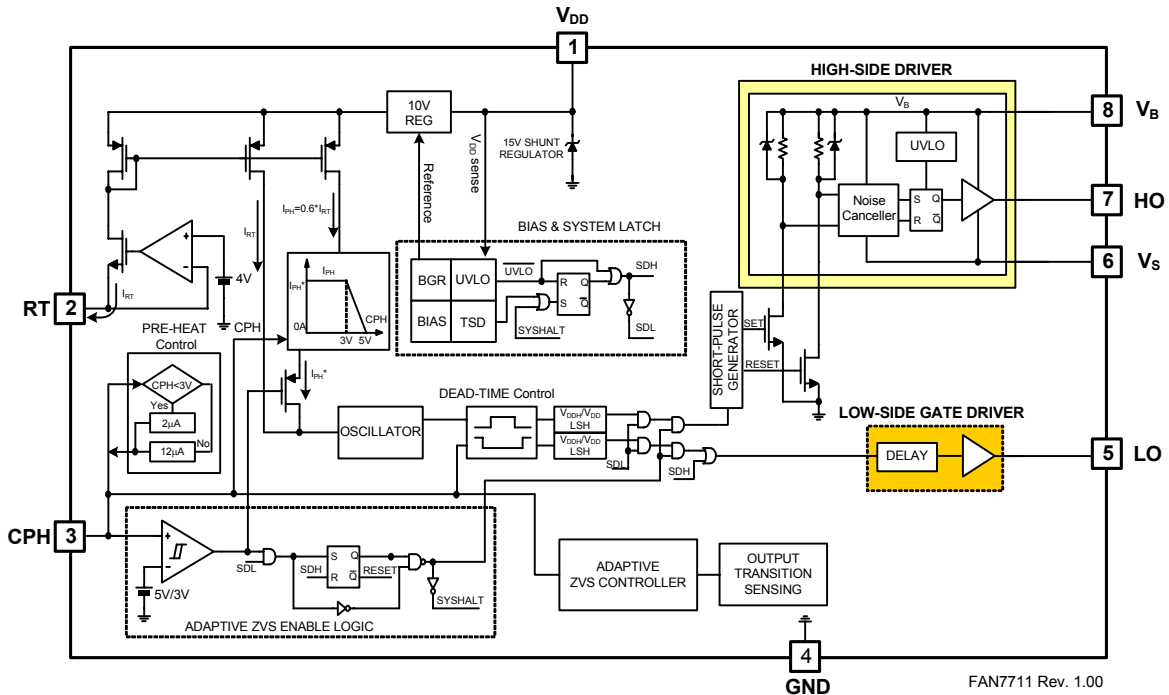 VDD
1
HIGH-SIDE DRIVER
VB
8
VB
10V
REG
15V SHUNT
REGULATOR
Reference
VDD sense
UVLO
Noise
Canceller
S
Q
R
Q̅
7
HO
6
VS
IRT
IPH=0.6*IRT
4V
RT
2
IRT
BIAS & SYSTEM LATCH
BGR
UVLO
BIAS
TSD
U̅V̅L̅O̅
R
Q
S
Q̅
SYSHALT
SDH
SDL
IPH
IPH*
0A
CPH
3V
5V
IPH*
PRE-HEAT
Control
CPH
CPH<3V
Yes
2µA
No
12µA
SHORT-PULSE
GENERATOR
SET
RESET
OSCILLATOR
DEAD-TIME Control
VDDH/VDD
LSH
VDDH/VDD
LSH
SDL
SDH
LOW-SIDE GATE DRIVER
DELAY
5
LO
CPH
3
+
-
5V/3V
SDL
SDH
S
Q
R
Q̅
RESET
SYSHALT
ADAPTIVE ZVS ENABLE LOGIC
ADAPTIVE
ZVS CONTROLLER
OUTPUT
TRANSITION
SENSING
4
GND
FAN7711 Rev. 1.00